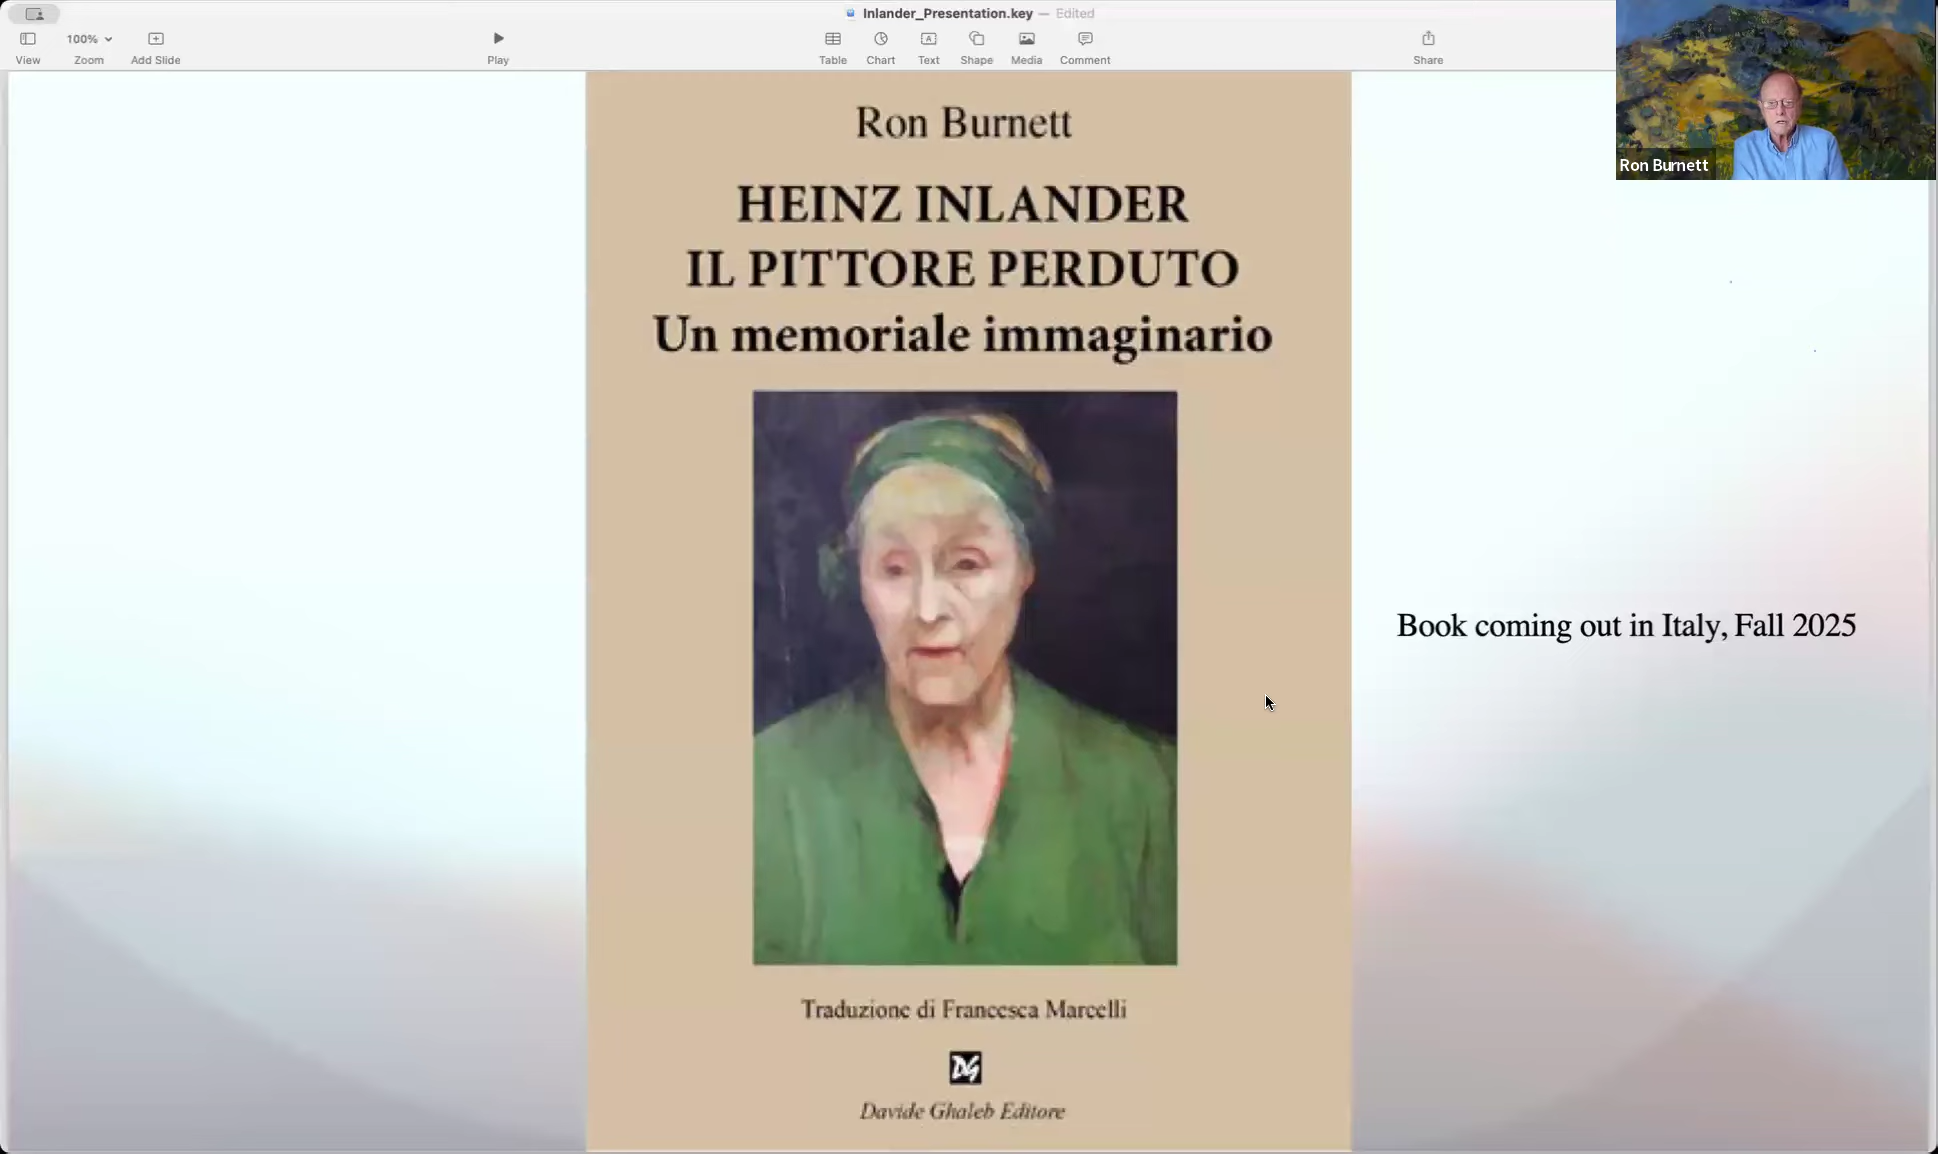 Inlander_Presentation.key — Edited
View
100%
Zoom
Add Slide
Play
Table
Chart
Text
Shape
Media
Comment
Share
Ron Burnett
Ron Burnett
HEINZ INLANDER
IL PITTORE PERDUTO
Un memoriale immaginario
Book coming out in Italy, Fall 2025
Traduzione di Francesca Marcelli
DG
Davide Ghaleb Editore